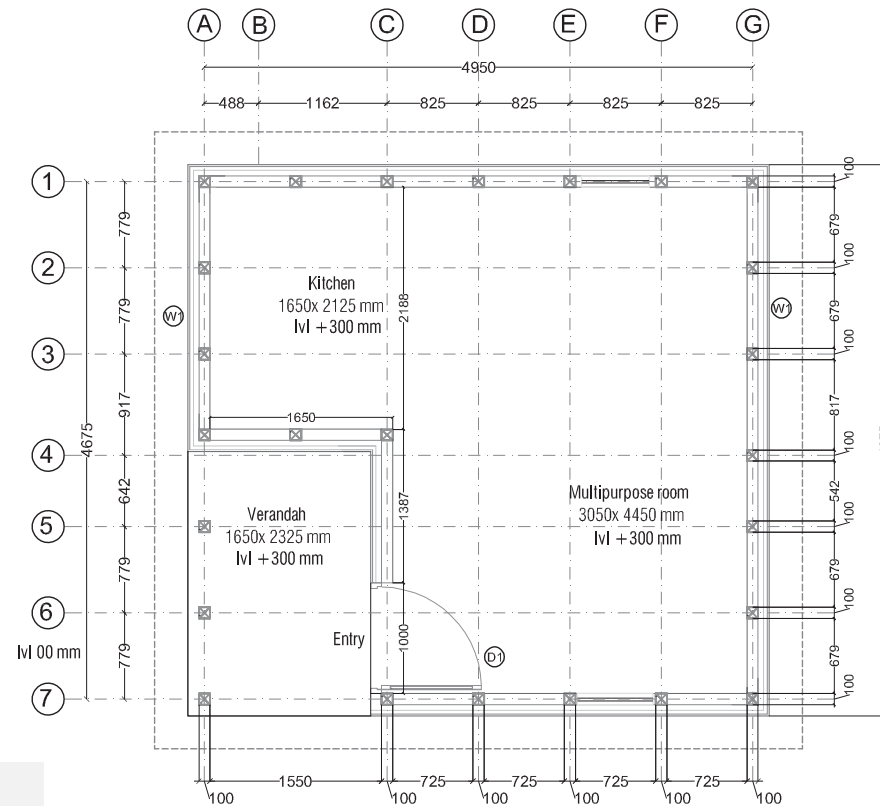 A B C D E F G
4950
488 1162 825 825 825 825
1 100
779 679
2 100
Kitchen
1650x 2125 mm
lvl +300 mm
779 2188 679
W1 W1
3 100
917 817
1650
4675
4 100
642 542
Verandah
1650x 2325 mm
lvl +300 mm
1387
Multipurpose room
3050x 4450 mm
lvl +300 mm
5 100
779 679
6 100
Entry 1000 D1
lvl 00 mm
779 679
7 100
1550 725 725 725 725
100 100 100 100 100 100